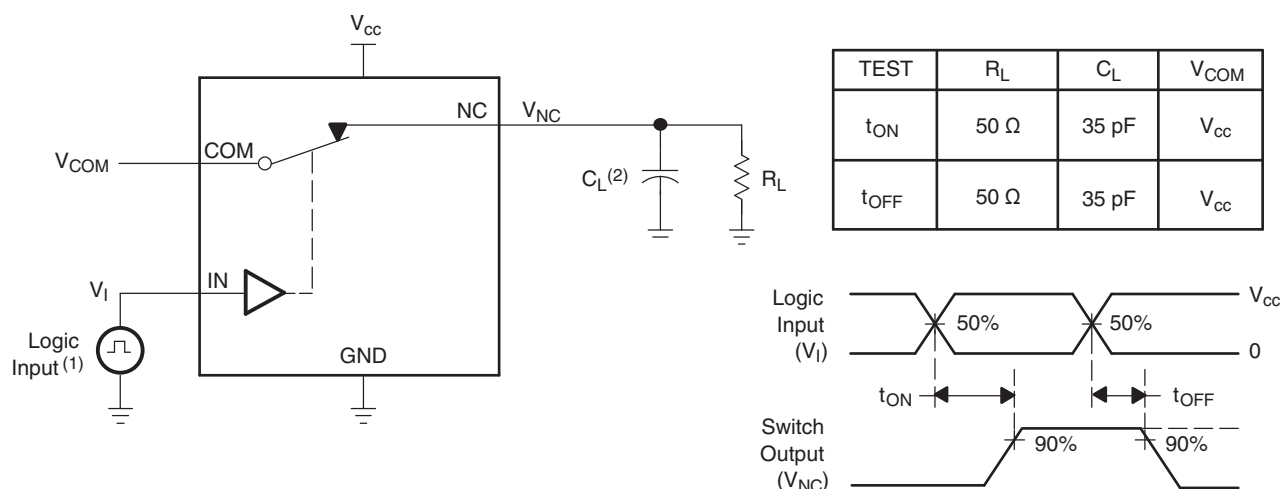 V_cc
NC
V_NC
COM
V_COM
C_L(2)
R_L
IN
V_I
Logic
Input(1)
GND
TEST R_L C_L V_COM
t_ON 50 Ω 35 pF V_cc
t_OFF 50 Ω 35 pF V_cc
Logic
Input
(V_I)
50%
50%
V_cc
0
t_ON
t_OFF
Switch
Output
(V_NC)
90%
90%